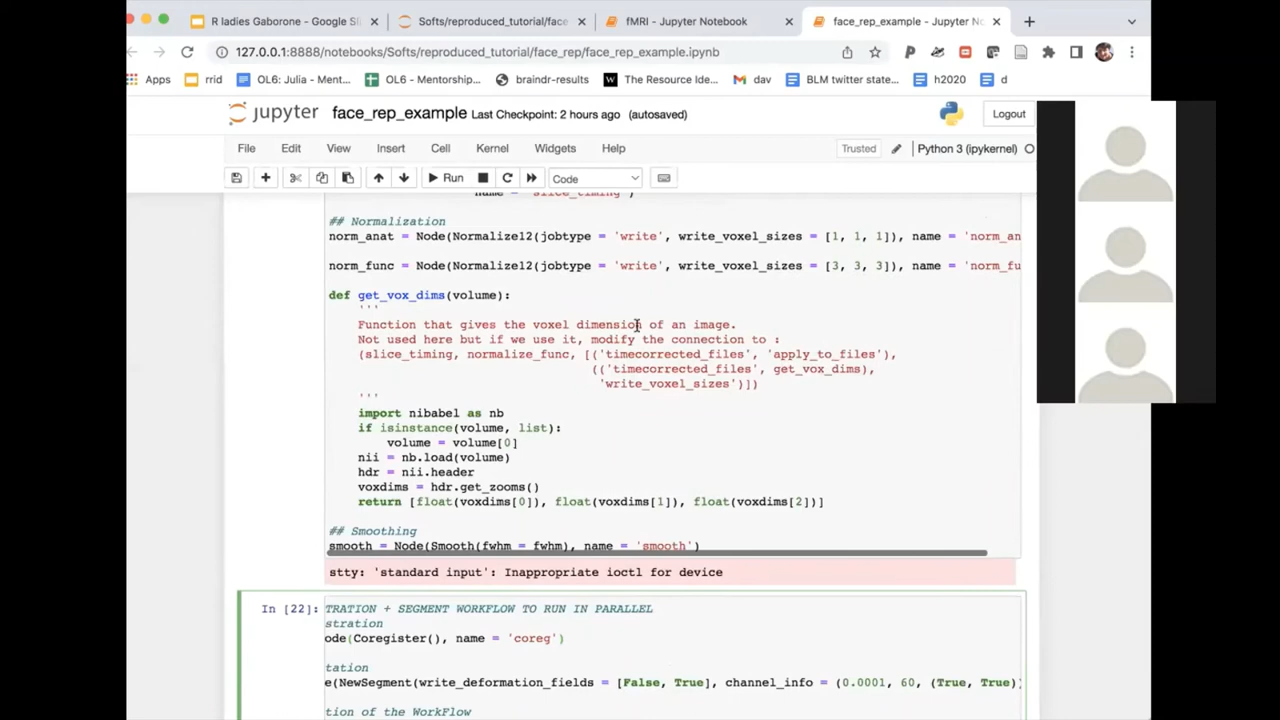 R ladies Gaborone - Google Sli
Softs/reproduced_tutorial/face
fMRI - Jupyter Notebook
face_rep_example - Jupyter No
127.0.0.1:8888/notebooks/Softs/reproduced_tutorial/face_rep/face_rep_example.ipynb
Apps
rrid
OL6: Julia - Ment...
OL6 - Mentorship...
braindr-results
The Resource Ide...
dav
BLM twitter state...
h2020
d
jupyter
face_rep_example Last Checkpoint: 2 hours ago (autosaved)
Logout
File Edit View Insert Cell Kernel Widgets Help
Trusted
Python 3 (ipykernel)
Run
Code
name = 'slice_timing')
## Normalization
norm_anat = Node(Normalize12(jobtype = 'write', write_voxel_sizes = [1, 1, 1]), name = 'norm_an
norm_func = Node(Normalize12(jobtype = 'write', write_voxel_sizes = [3, 3, 3]), name = 'norm_fu
def get_vox_dims(volume):
'''
Function that gives the voxel dimension of an image.
Not used here but if we use it, modify the connection to :
(slice_timing, normalize_func, [('timecorrected_files', 'apply_to_files'),
(('timecorrected_files', get_vox_dims),
'write_voxel_sizes')])
'''
import nibabel as nb
if isinstance(volume, list):
volume = volume[0]
nii = nb.load(volume)
hdr = nii.header
voxdims = hdr.get_zooms()
return [float(voxdims[0]), float(voxdims[1]), float(voxdims[2])]
## Smoothing
smooth = Node(Smooth(fwhm = fwhm), name = 'smooth')
stty: 'standard input': Inappropriate ioctl for device
In [22]:
TRATION + SEGMENT WORKFLOW TO RUN IN PARALLEL
stration
ode(Coregister(), name = 'coreg')
tation
e(NewSegment(write_deformation_fields = [False, True], channel_info = (0.0001, 60, (True, True))
tion of the WorkFlow